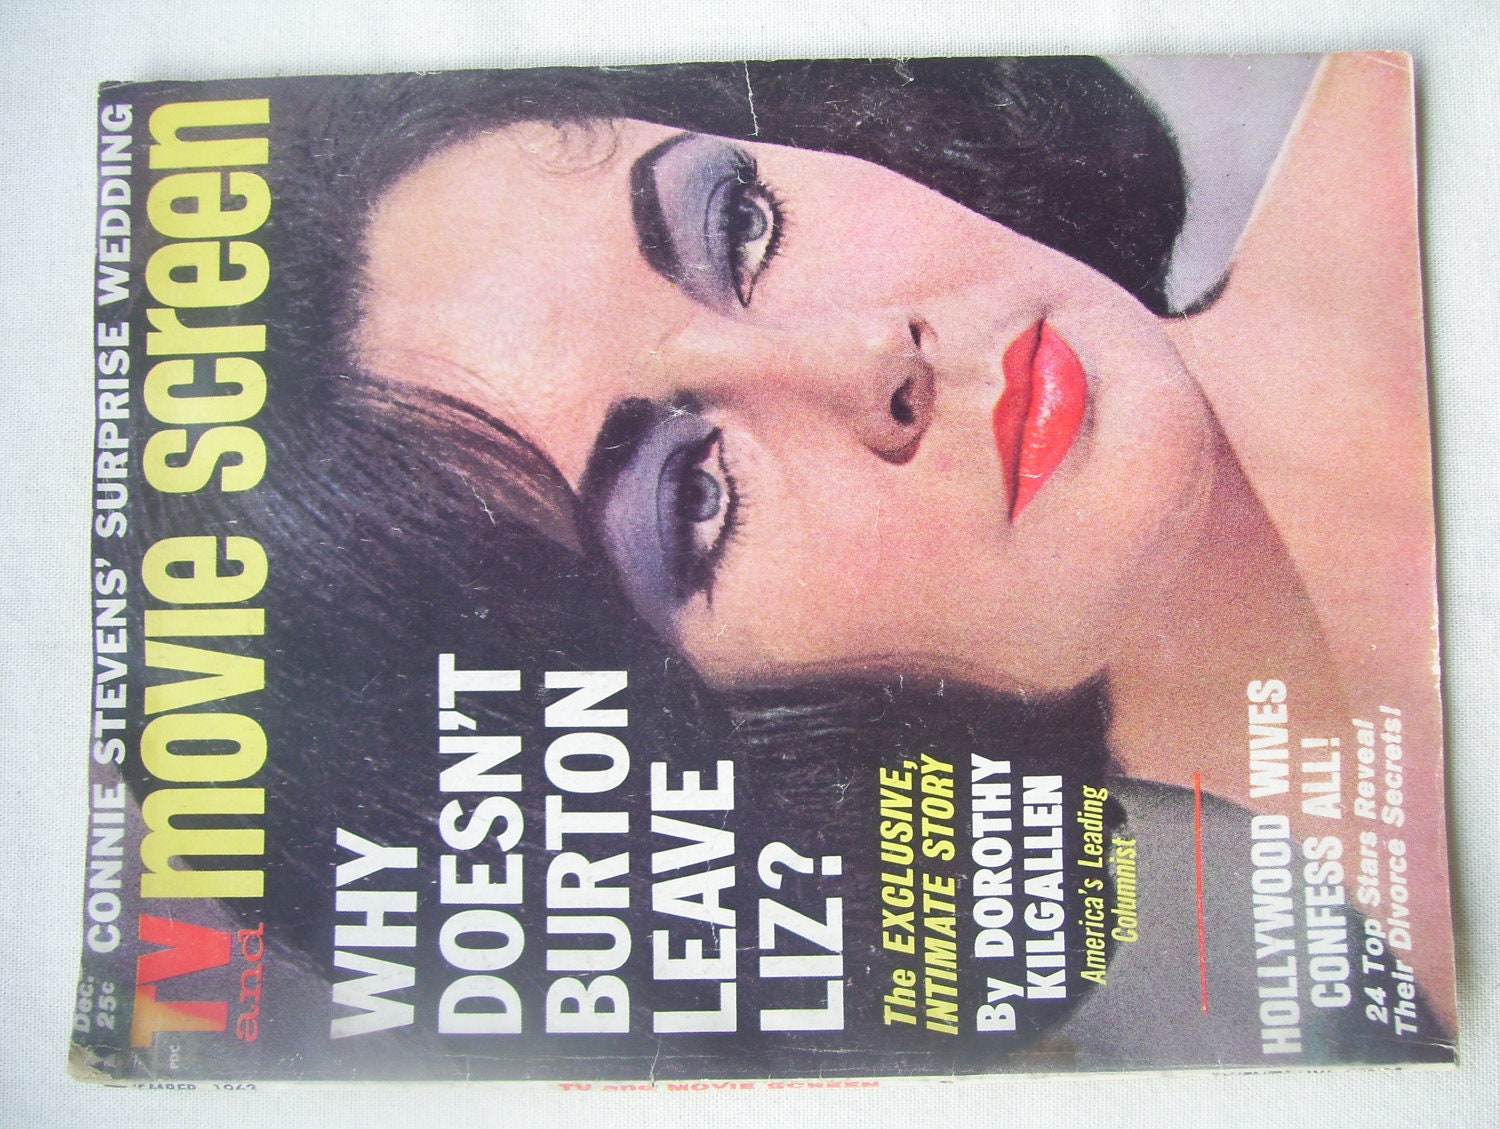 Dec.
25c
CONNIE STEVENS' SURPRISE WEDDING
TV
and
movie screen
PDC
WHY
DOESN'T
BURTON
LEAVE
LIZ?
The EXCLUSIVE,
INTIMATE STORY
By DOROTHY
KILGALLEN
America's Leading
Columnist
HOLLYWOOD WIVES
CONFESS ALL!
24 Top Stars Reveal
Their Divorce Secrets!
TV and MOVIE SCREEN